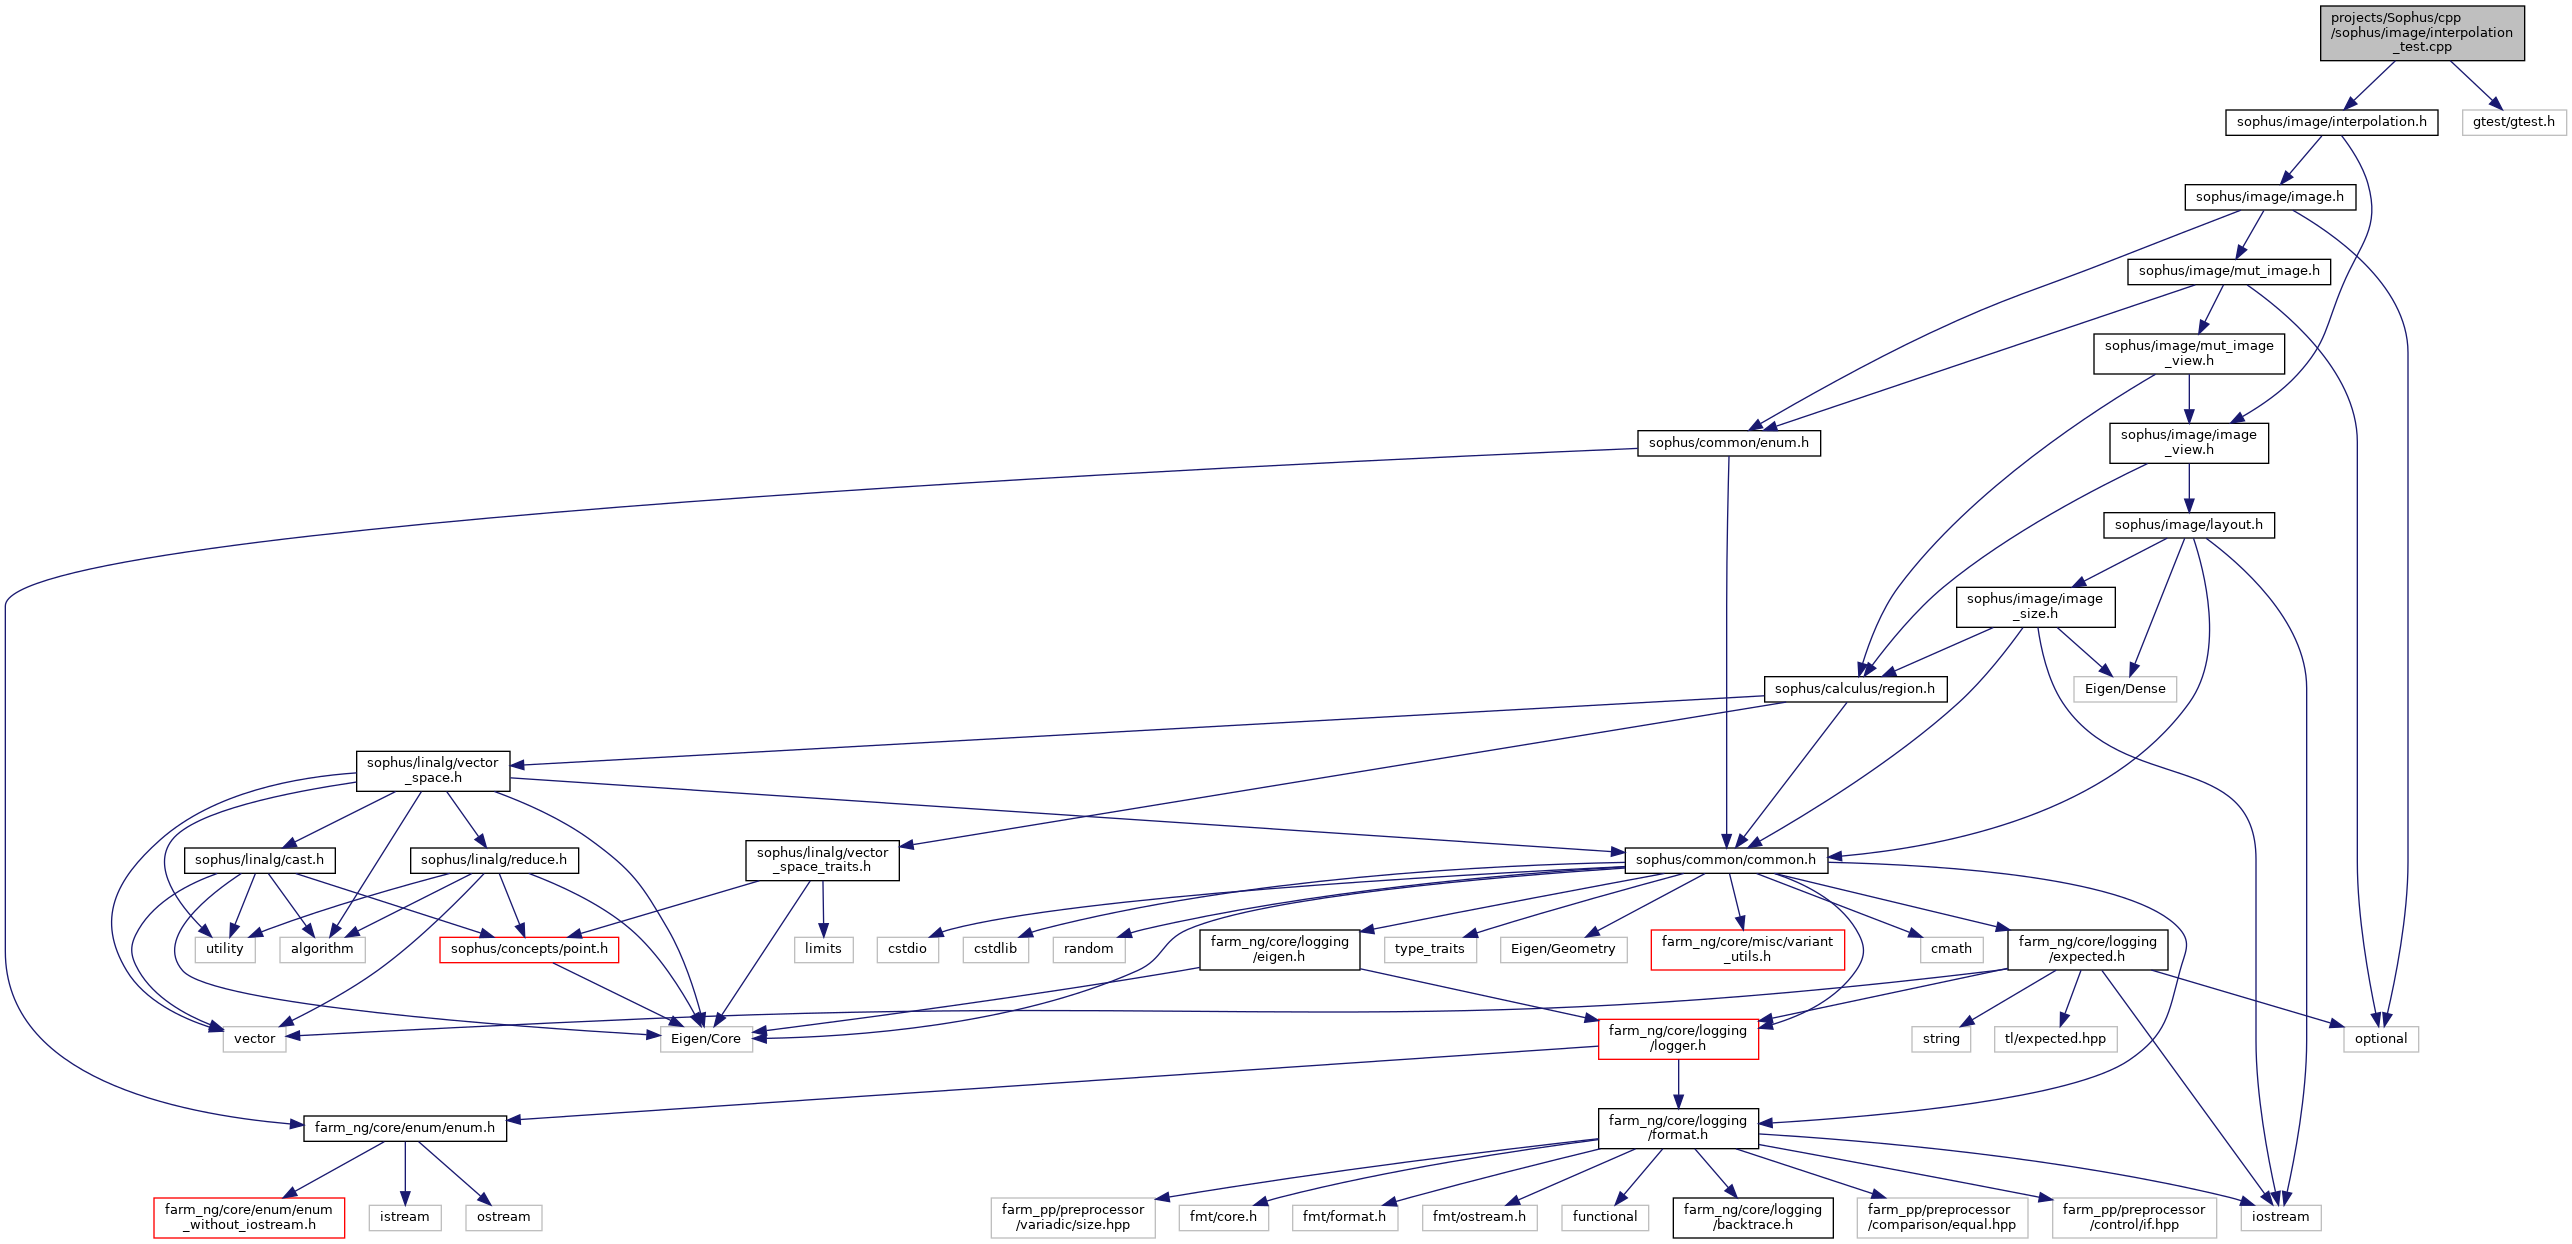 projects/Sophus/cpp
/sophus/image/interpolation
_test.cpp
sophus/image/interpolation.h
gtest/gtest.h
sophus/image/image.h
sophus/image/mut_image.h
sophus/image/mut_image
_view.h
sophus/common/enum.h
sophus/image/image
_view.h
sophus/image/layout.h
sophus/image/image
_size.h
sophus/calculus/region.h
Eigen/Dense
sophus/linalg/vector
_space.h
sophus/linalg/cast.h
sophus/linalg/reduce.h
sophus/linalg/vector
_space_traits.h
sophus/common/common.h
utility
algorithm
sophus/concepts/point.h
limits
cstdio
cstdlib
random
farm_ng/core/logging
/eigen.h
type_traits
Eigen/Geometry
farm_ng/core/misc/variant
_utils.h
cmath
farm_ng/core/logging
/expected.h
vector
Eigen/Core
farm_ng/core/logging
/logger.h
string
tl/expected.hpp
optional
farm_ng/core/enum/enum.h
farm_ng/core/logging
/format.h
farm_ng/core/enum/enum
_without_iostream.h
istream
ostream
farm_pp/preprocessor
/variadic/size.hpp
fmt/core.h
fmt/format.h
fmt/ostream.h
functional
farm_ng/core/logging
/backtrace.h
farm_pp/preprocessor
/comparison/equal.hpp
farm_pp/preprocessor
/control/if.hpp
iostream